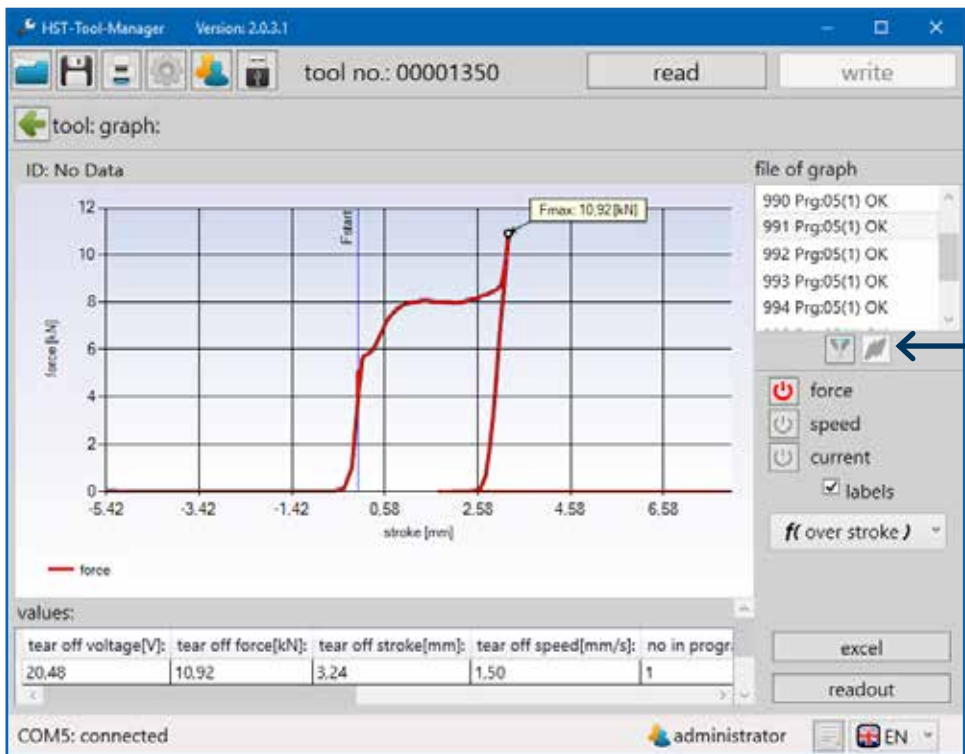 HST-Tool-Manager Version: 2.0.3.1
tool no.: 00001350 read write
tool: graph:
ID: No Data
file of graph
990 Prg:05(1) OK
991 Prg:05(1) OK
992 Prg:05(1) OK
993 Prg:05(1) OK
994 Prg:05(1) OK
12
10
8
6
4
2
0
force [kN]
Fstart
Fmax: 10,92[kN]
-5.42 -3.42 -1.42 0.58 2.58 4.58 6.58
stroke [mm]
force
force
speed
current
labels
f( over stroke )
values:
tear off voltage[V]: tear off force[kN]: tear off stroke[mm]: tear off speed[mm/s]: no in progr
20,48 10,92 3,24 1,50 1
excel
readout
COM5: connected administrator EN